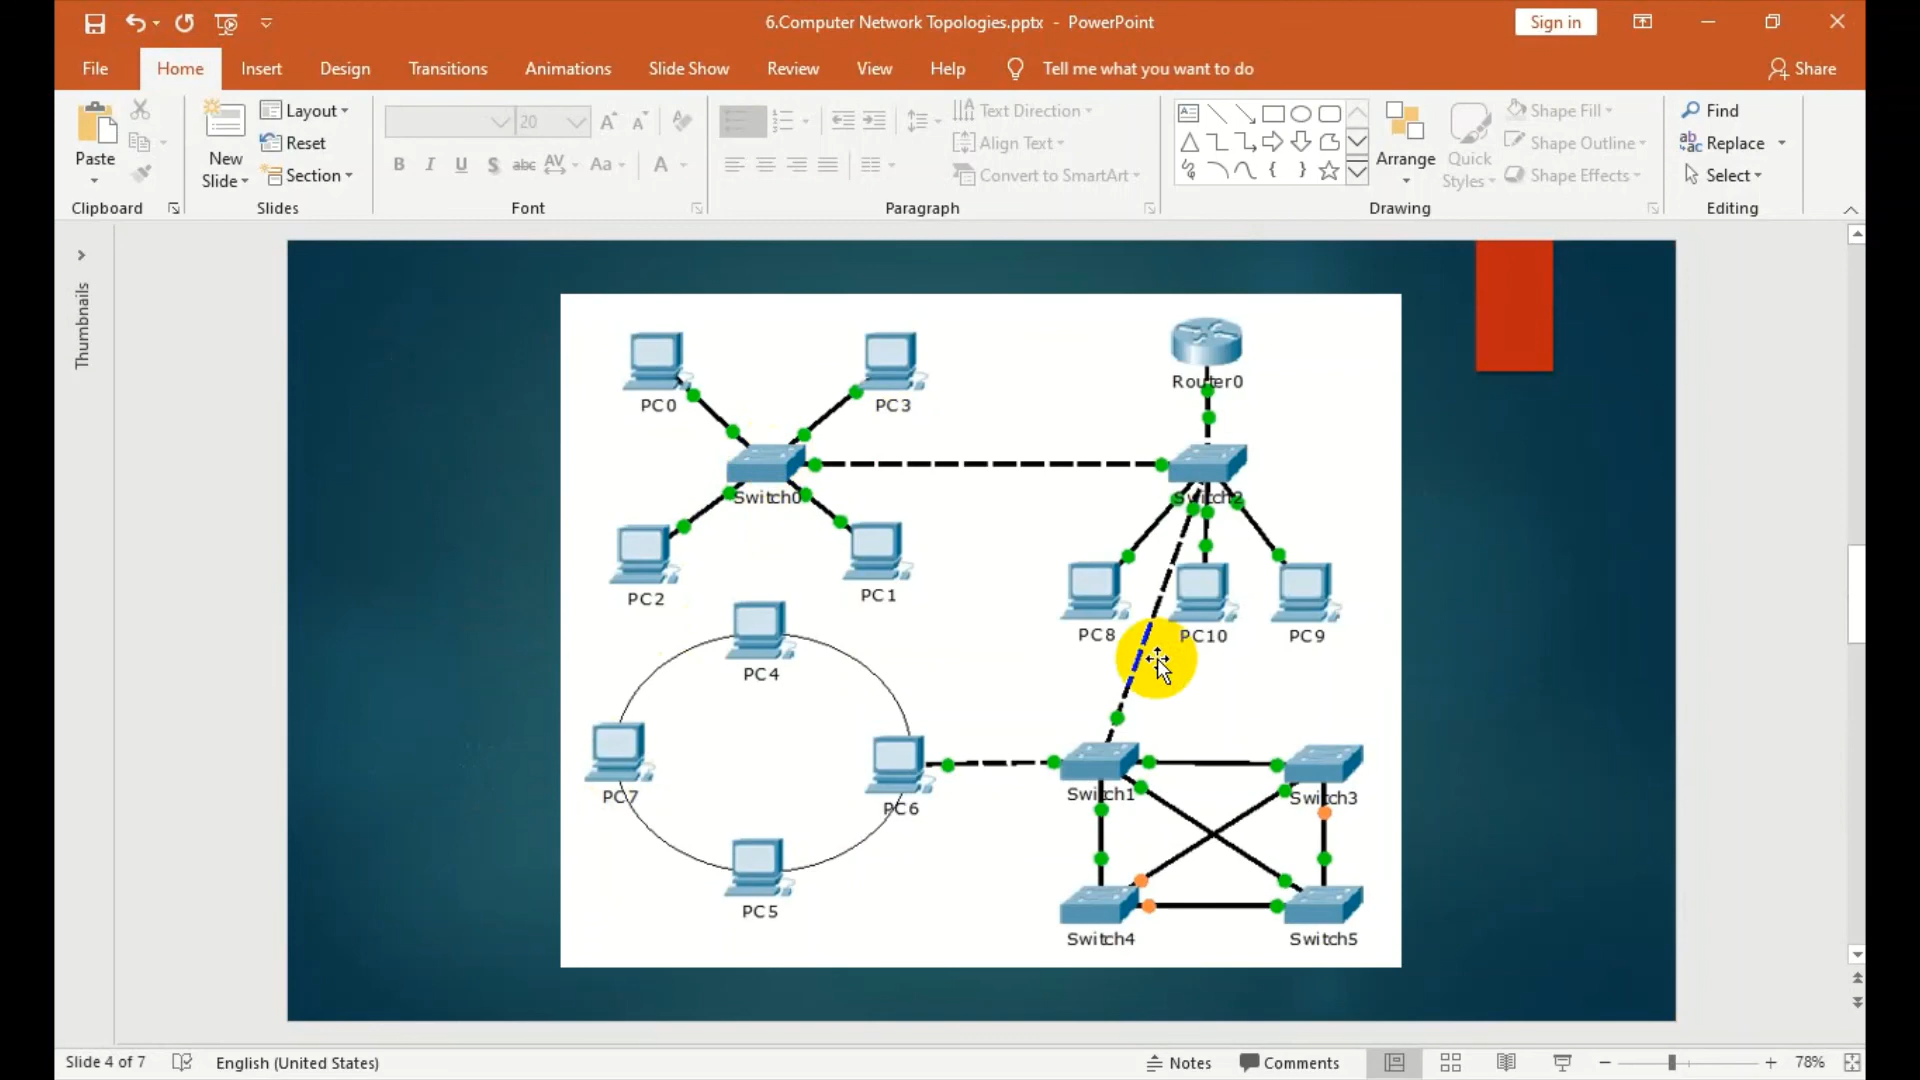 6.Computer Network Topologies.pptx - PowerPoint
Sign in
File Home Insert Design Transitions Animations Slide Show Review View Help Tell me what you want to do Share
Paste
New Slide
Layout
Reset
Section
20
B I U S abc AV Aa A
Text Direction
Align Text
Convert to SmartArt
Arrange
Quick Styles
Shape Fill
Shape Outline
Shape Effects
Find
Replace
Select
Clipboard Slides Font Paragraph Drawing Editing
Thumbnails
PC0
PC3
Router0
Switch0
Switch2
PC2
PC1
PC8
PC10
PC9
PC4
PC7
PC6
Switch1
Switch3
PC5
Switch4
Switch5
Slide 4 of 7 English (United States) Notes Comments 78%